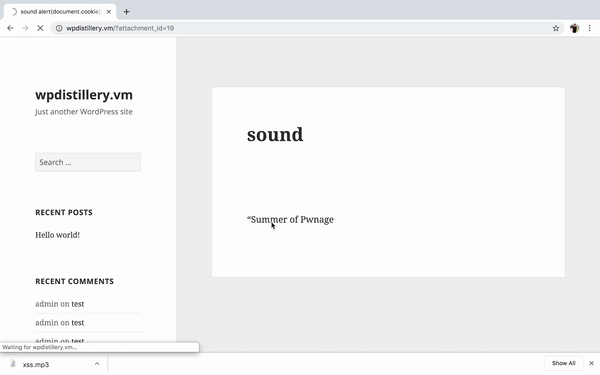 sound alert(document.cookie)
wpdistillery.vm/?attachment_id=19
wpdistillery.vm
Just another WordPress site
Search ...
RECENT POSTS
Hello world!
RECENT COMMENTS
admin on test
admin on test
admin on test
sound
“Summer of Pwnage
Waiting for wpdistillery.vm...
xss.mp3
Show All